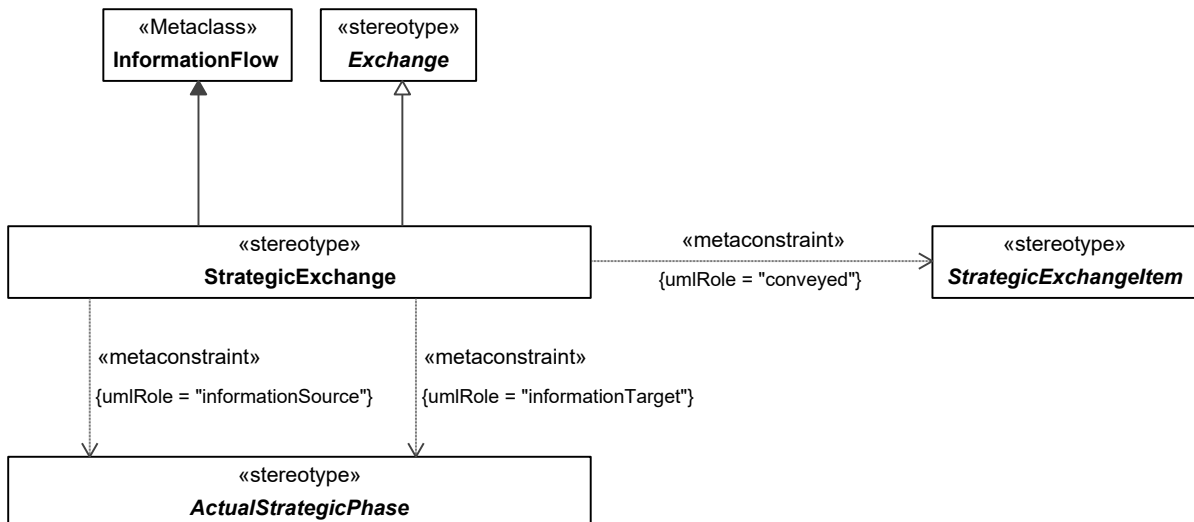 «Metaclass»
InformationFlow
«stereotype»
Exchange
«stereotype»
StrategicExchange
«metaconstraint»
{umlRole = "conveyed"}
«stereotype»
StrategicExchangeItem
«metaconstraint»
{umlRole = "informationSource"}
«metaconstraint»
{umlRole = "informationTarget"}
«stereotype»
ActualStrategicPhase